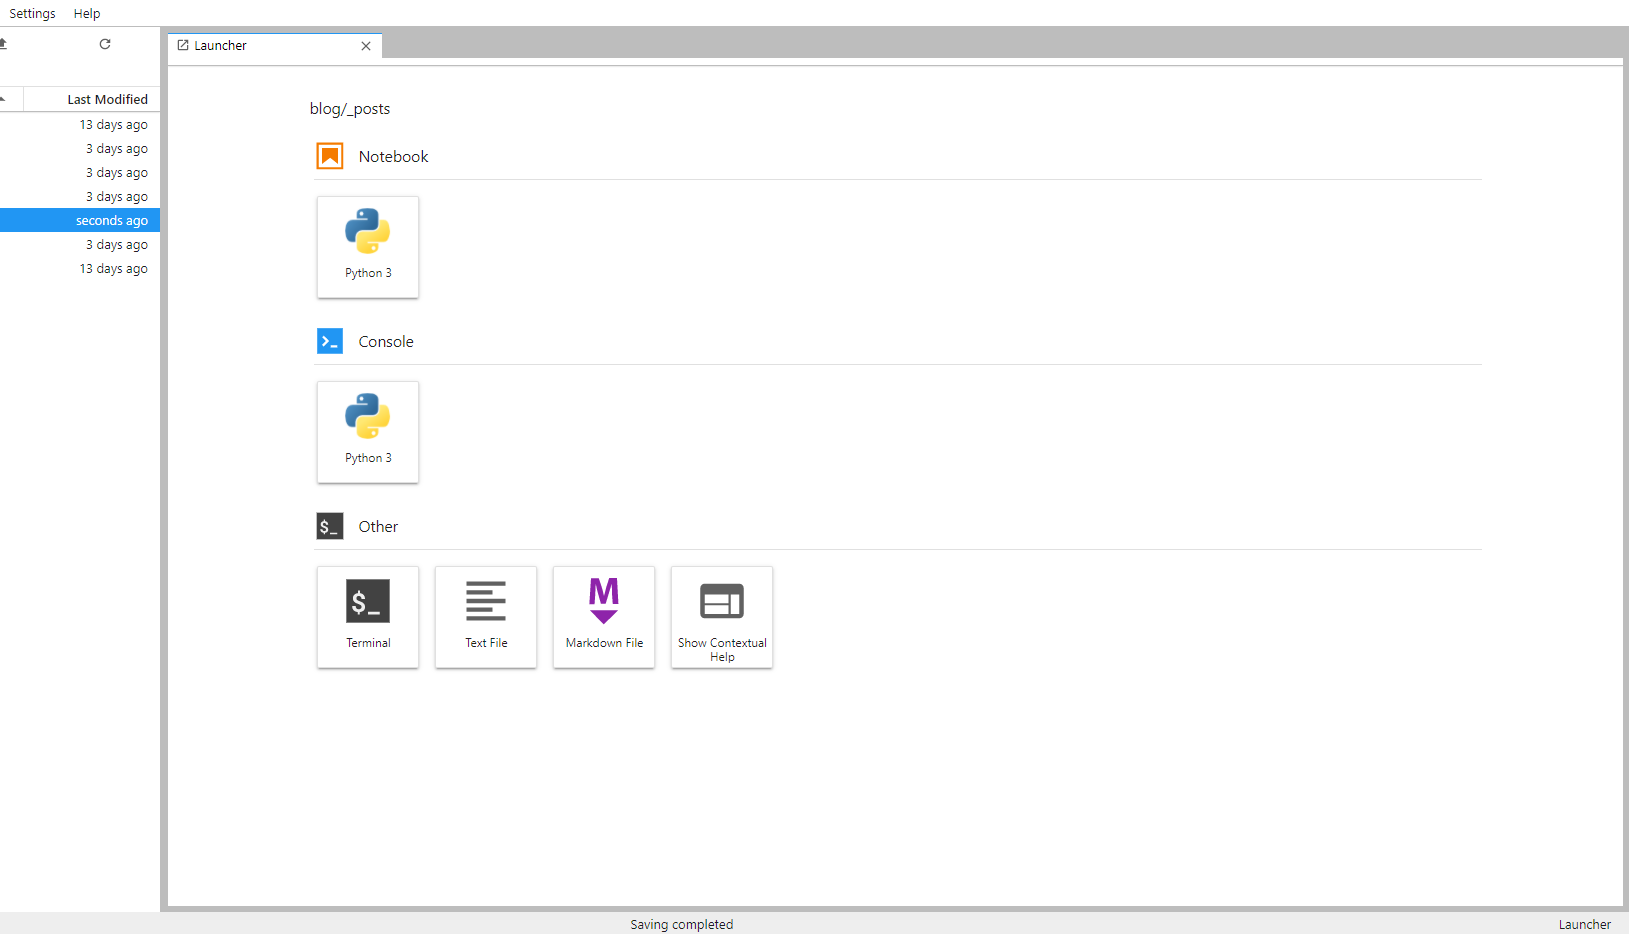 Settings Help
Launcher
Last Modified
13 days ago
3 days ago
3 days ago
3 days ago
seconds ago
3 days ago
13 days ago
blog/_posts
Notebook
Python 3
Console
Python 3
$_ Other
$_
Terminal
Text File
M
Markdown File
Show Contextual
Help
Saving completed
Launcher